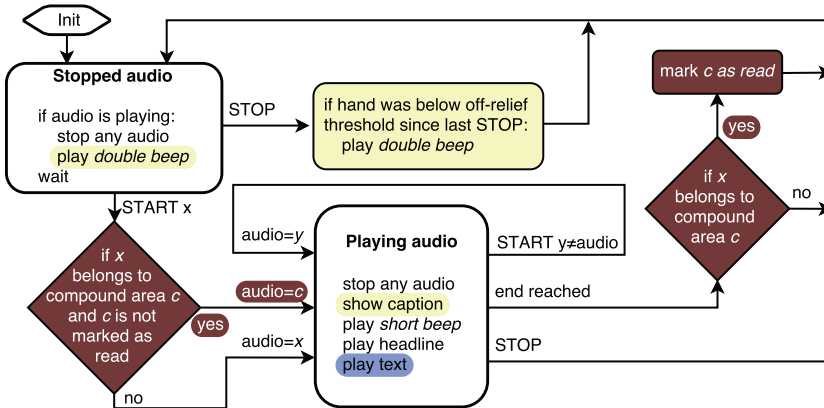 Init
Stopped audio
if audio is playing:
stop any audio
play double beep
wait
STOP
if hand was below off-relief
threshold since last STOP:
play double beep
mark c as read
yes
if x
belongs to
compound
area c
no
START x
if x
belongs to
compound area c
and c is not
marked as
read
yes
no
audio=y
audio=c
audio=x
Playing audio
stop any audio
show caption
play short beep
play headline
play text
START y≠audio
end reached
STOP